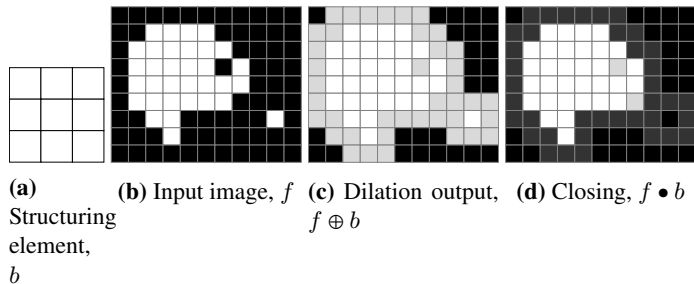 (a)
Structuring
element,
b
(b) Input image, f
(c) Dilation output,
f ⊕ b
(d) Closing, f • b